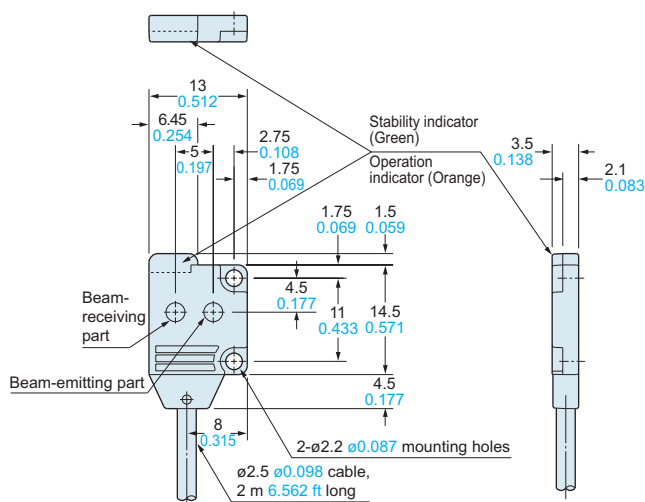 13
0.512
6.45
0.254
5
0.197
2.75
0.108
1.75
0.069
Stability indicator
(Green)
Operation
indicator (Orange)
3.5
0.138
2.1
0.083
1.75
0.069
1.5
0.059
4.5
0.177
11
0.433
14.5
0.571
Beam-
receiving
part
Beam-emitting part
4.5
0.177
8
0.315
2-ø2.2 ø0.087 mounting holes
ø2.5 ø0.098 cable,
2 m 6.562 ft long